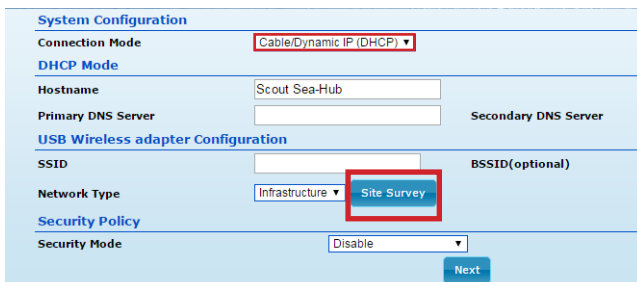 System Configuration
Connection Mode Cable/Dynamic IP (DHCP)
DHCP Mode
Hostname Scout Sea-Hub
Primary DNS Server Secondary DNS Server
USB Wireless adapter Configuration
SSID BSSID(optional)
Network Type Infrastructure Site Survey
Security Policy
Security Mode Disable
Next